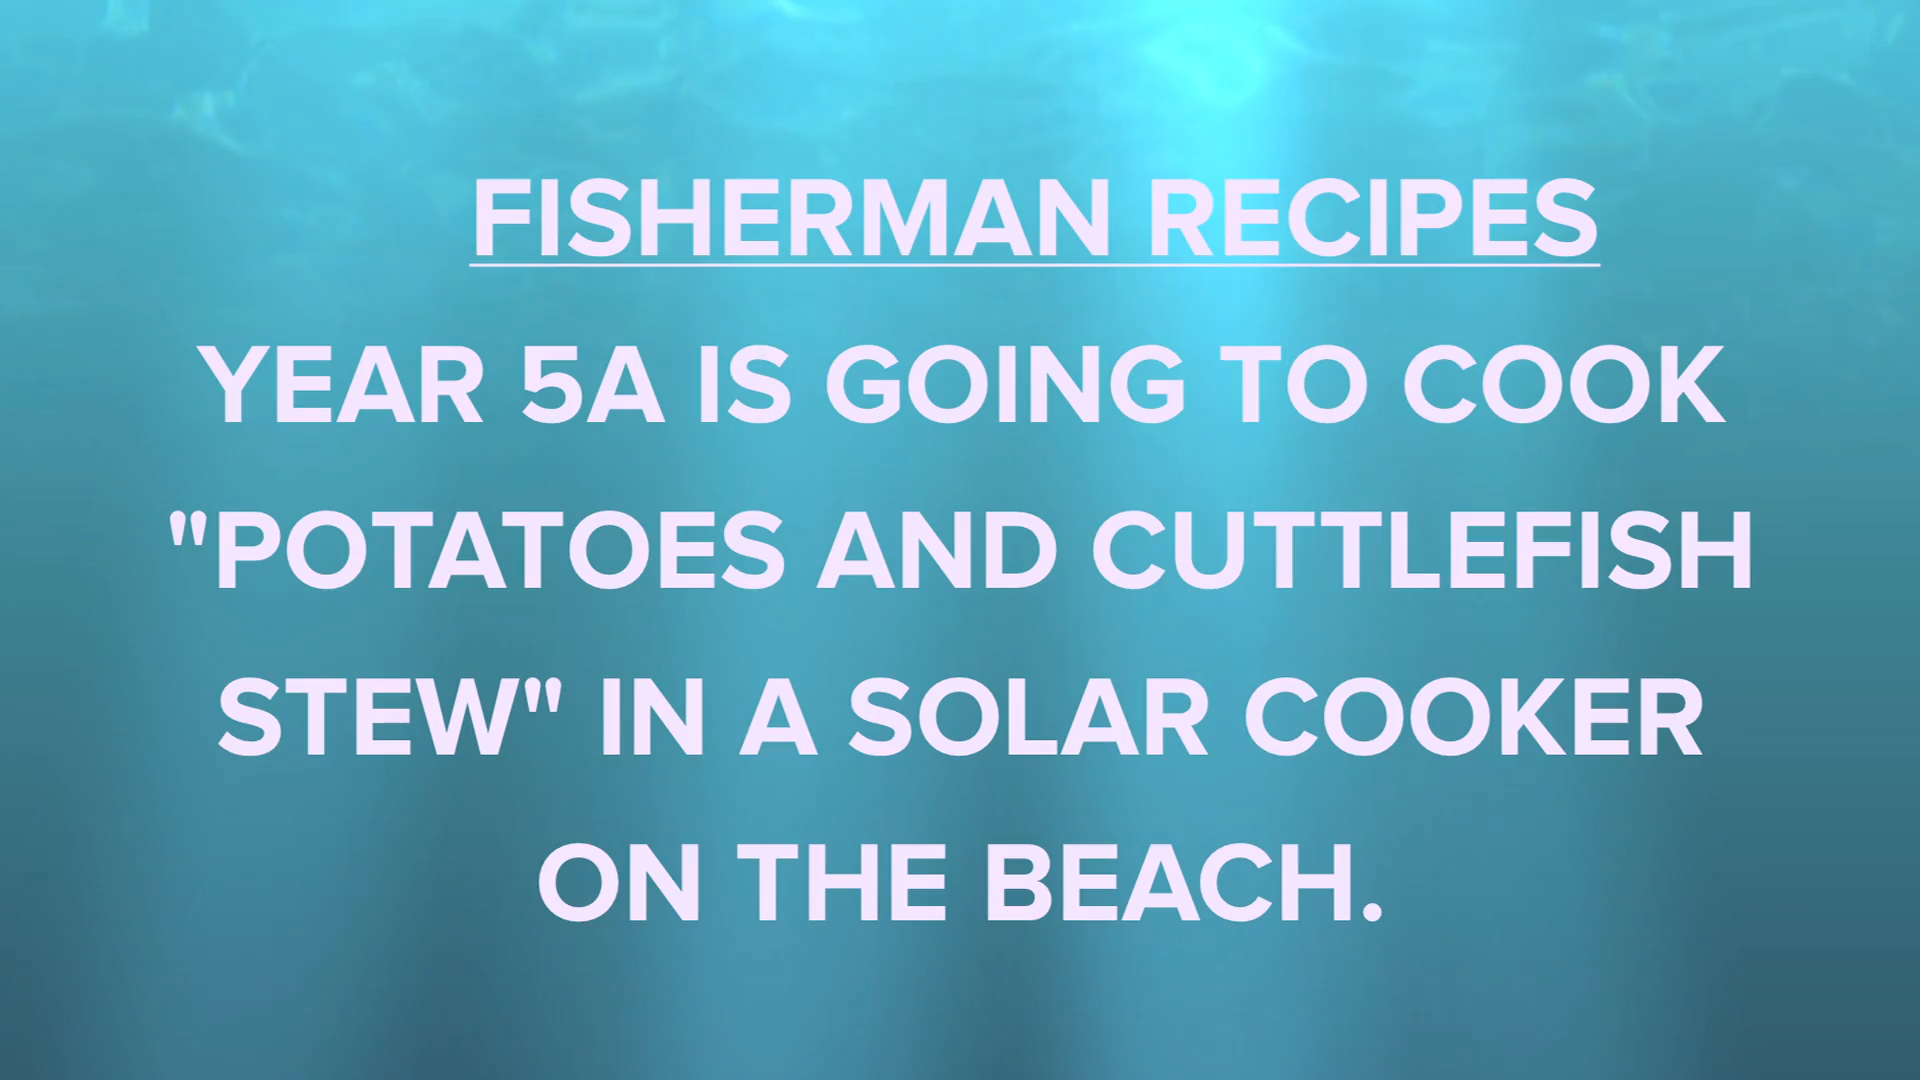 FISHERMAN RECIPES
YEAR 5A IS GOING TO COOK
"POTATOES AND CUTTLEFISH
STEW" IN A SOLAR COOKER
ON THE BEACH.